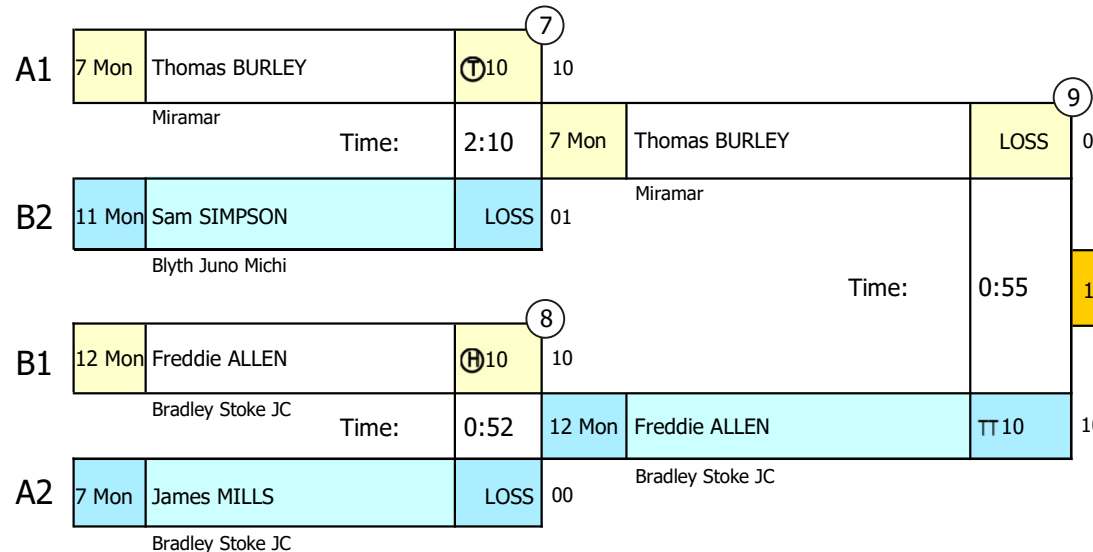 7
A1 7 Mon Thomas BURLEY Ⓣ10 10
9
Miramar
Time: 2:10 7 Mon Thomas BURLEY LOSS 0
Miramar
B2 11 Mon Sam SIMPSON LOSS 01
Blyth Juno Michi
Time: 0:55 1
8
B1 12 Mon Freddie ALLEN Ⓗ10 10
Bradley Stoke JC
Time: 0:52 12 Mon Freddie ALLEN TT10
Bradley Stoke JC
A2 7 Mon James MILLS LOSS 00
Bradley Stoke JC